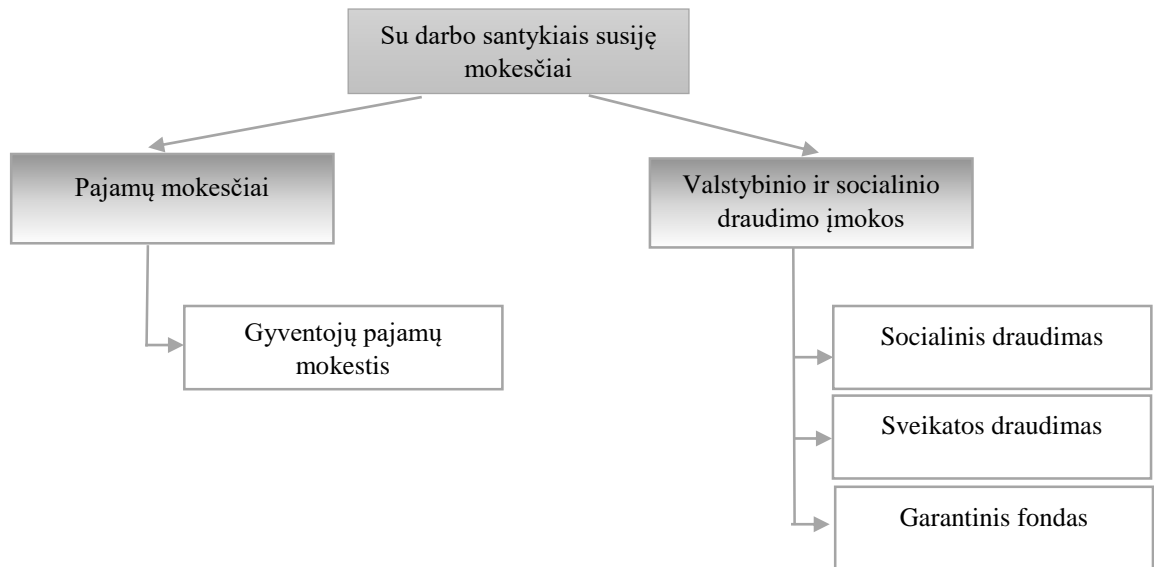 Su darbo santykiais susiję
mokesčiai
Pajamų mokesčiai
Valstybinio ir socialinio
draudimo įmokos
Gyventojų pajamų
mokestis
Socialinis draudimas
Sveikatos draudimas
Garantinis fondas